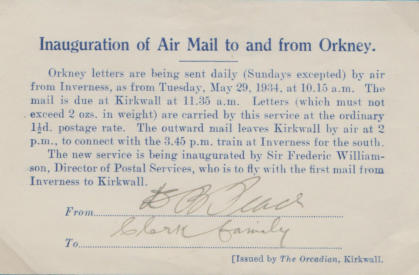 Inauguration of Air Mail to and from Orkney.
Orkney letters are being sent daily (Sundays excepted) by air
from Inverness, as from Tuesday, May 29, 1934, at 10.15 a.m. The
mail is due at Kirkwall at 11.35 a.m. Letters (which must not
exceed 2 ozs. in weight) are carried by this service at the ordinary
1½d. postage rate. The outward mail leaves Kirkwall by air at 2
p.m., to connect with the 3.45 p.m. train at Inverness for the south.
The new service is being inaugurated by Sir Frederic William-
son, Director of Postal Services, who is to fly with the first mail from
Inverness to Kirkwall.
From
To Clark family
[Issued by The Orcadian, Kirkwall.